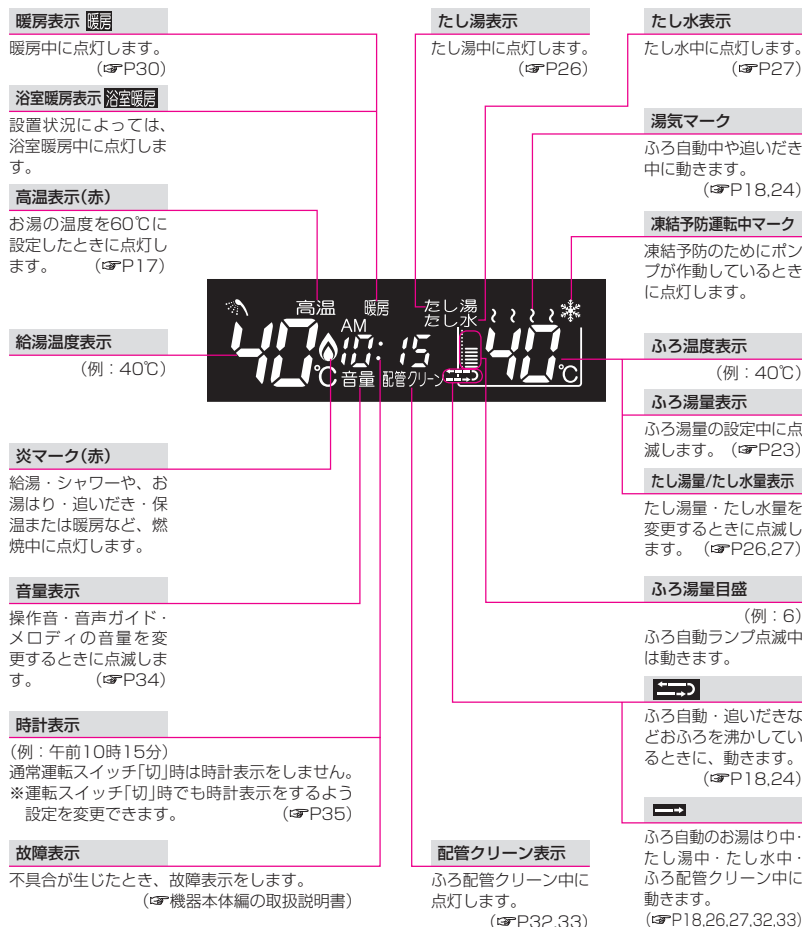 暖房表示 暖房
暖房中に点灯します。
(☞P30)
浴室暖房表示 浴室暖房
設置状況によっては、
浴室暖房中に点灯しま
す。
高温表示(赤)
お湯の温度を60℃に
設定したときに点灯し
ます。 (☞P17)
給湯温度表示
(例：40℃)
炎マーク(赤)
給湯・シャワーや、お
湯はり・追いだき・保
温または暖房など、燃
焼中に点灯します。
音量表示
操作音・音声ガイド・
メロディの音量を変
更するときに点滅しま
す。 (☞P34)
時計表示
(例：午前10時15分)
通常運転スイッチ「切」時は時計表示をしません。
※運転スイッチ「切」時でも時計表示をするよう
設定を変更できます。 (☞P35)
故障表示
不具合が生じたとき、故障表示をします。
(☞機器本体編の取扱説明書)
高温 暖房 たし湯
たし水
AM
40℃ 10:15 40℃
音量 配管クリーン
たし湯表示
たし湯中に点灯します。
(☞P26)
配管クリーン表示
ふろ配管クリーン中に
点灯します。
(☞P32,33)
たし水表示
たし水中に点灯します。
(☞P27)
湯気マーク
ふろ自動中や追いだき
中に動きます。
(☞P18,24)
凍結予防運転中マーク
凍結予防のためにポン
プが作動しているとき
に点灯します。
ふろ温度表示
(例：40℃)
ふろ湯量表示
ふろ湯量の設定中に点
滅します。 (☞P23)
たし湯量/たし水量表示
たし湯量・たし水量を
変更するときに点滅し
ます。 (☞P26,27)
ふろ湯量目盛
(例：6)
ふろ自動ランプ点滅中
は動きます。
ふろ自動・追いだきな
どおふろを沸かしてい
るときに、動きます。
(☞P18,24)
ふろ自動のお湯はり中・
たし湯中・たし水中・
ふろ配管クリーン中に
動きます。
(☞P18,26,27,32,33)